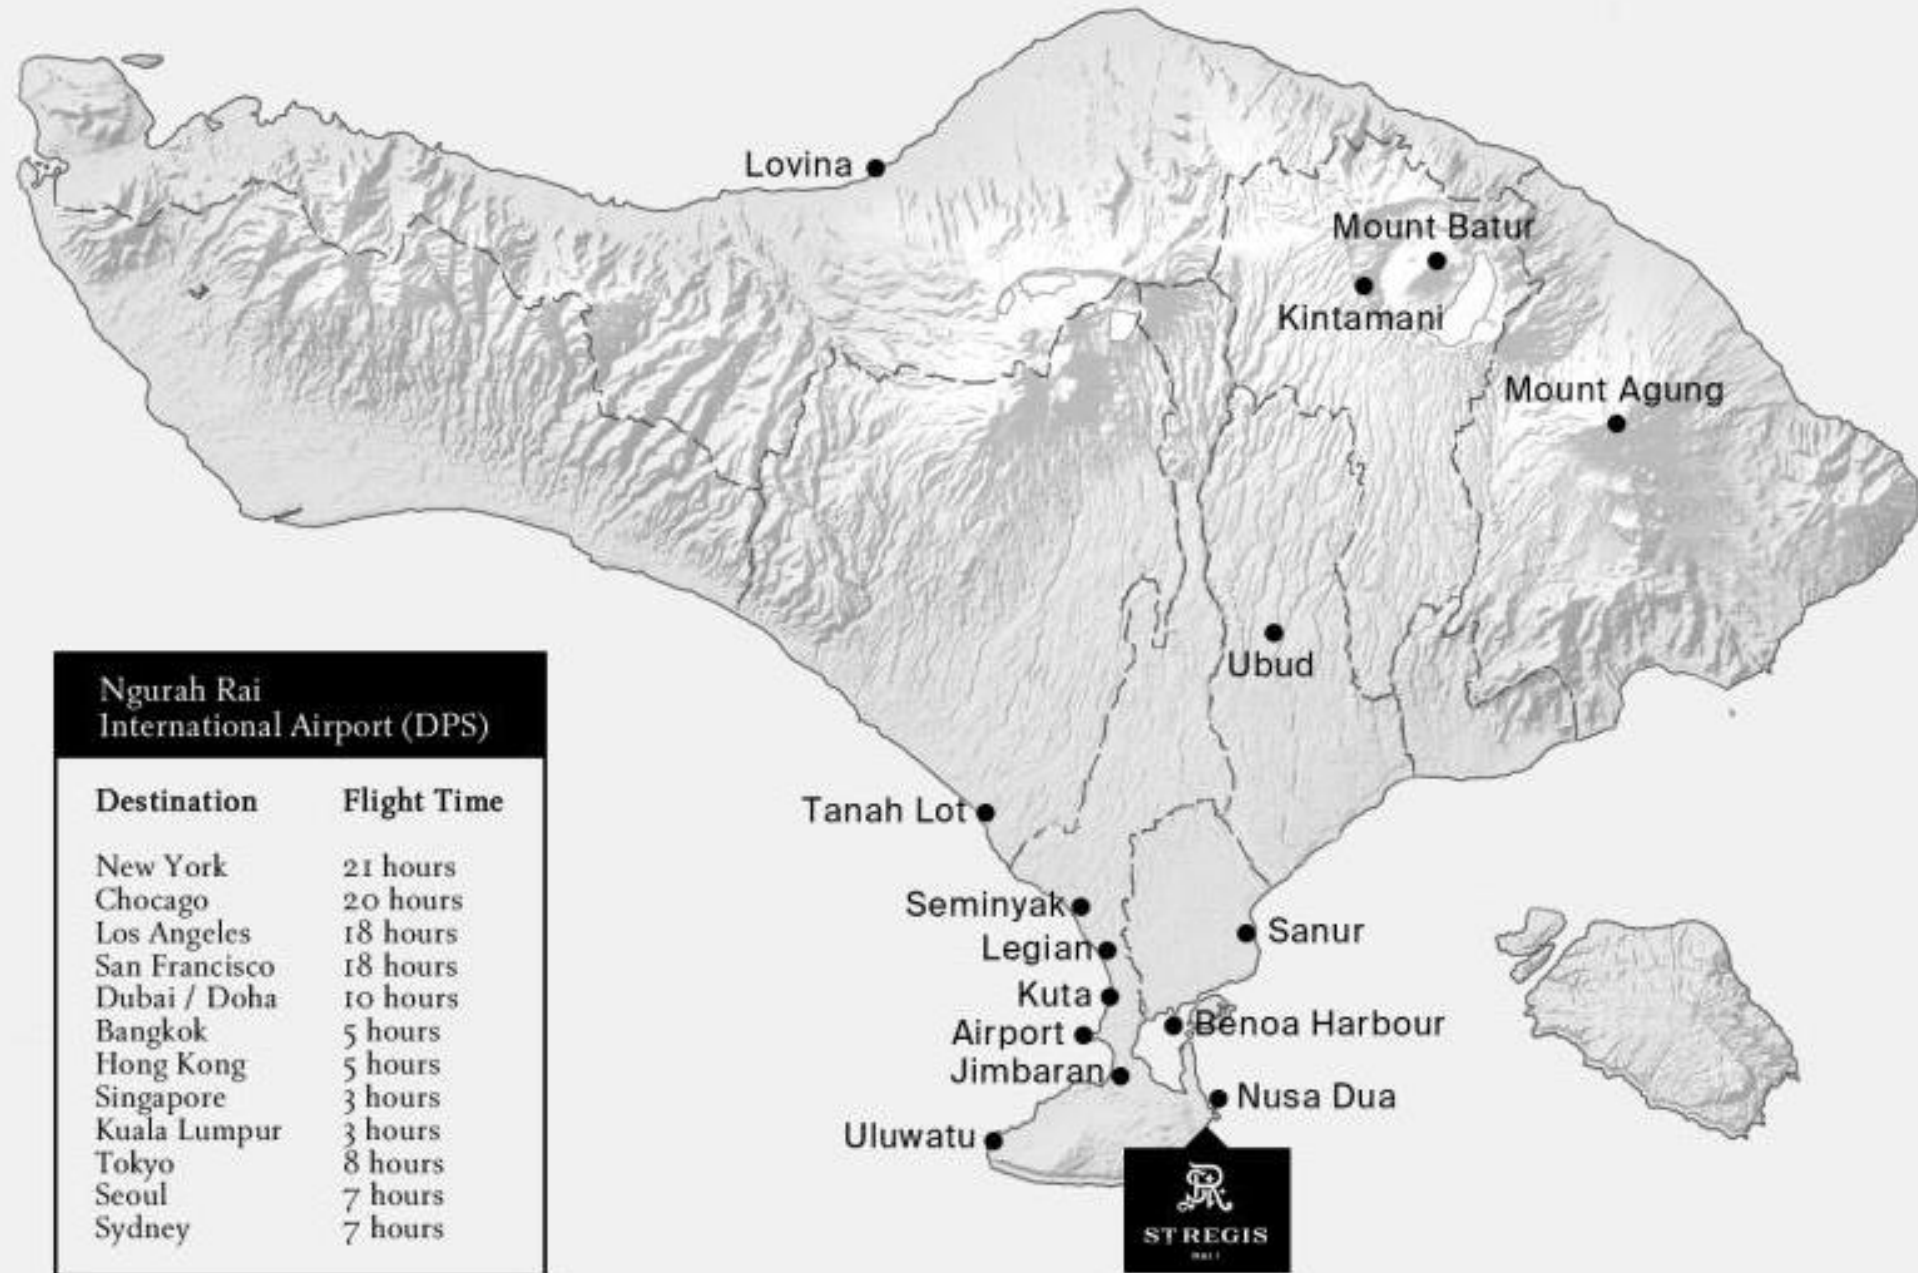 Lovina
Mount Batur
Kintamani
Mount Agung
Ubud
Tanah Lot
Seminyak
Sanur
Legian
Kuta
Benoa Harbour
Airport
Jimbaran
Nusa Dua
Uluwatu
ST REGIS
BALI
Ngurah Rai
International Airport (DPS)
Destination Flight Time
New York 21 hours
Chocago 20 hours
Los Angeles 18 hours
San Francisco 18 hours
Dubai / Doha 10 hours
Bangkok 5 hours
Hong Kong 5 hours
Singapore 3 hours
Kuala Lumpur 3 hours
Tokyo 8 hours
Seoul 7 hours
Sydney 7 hours